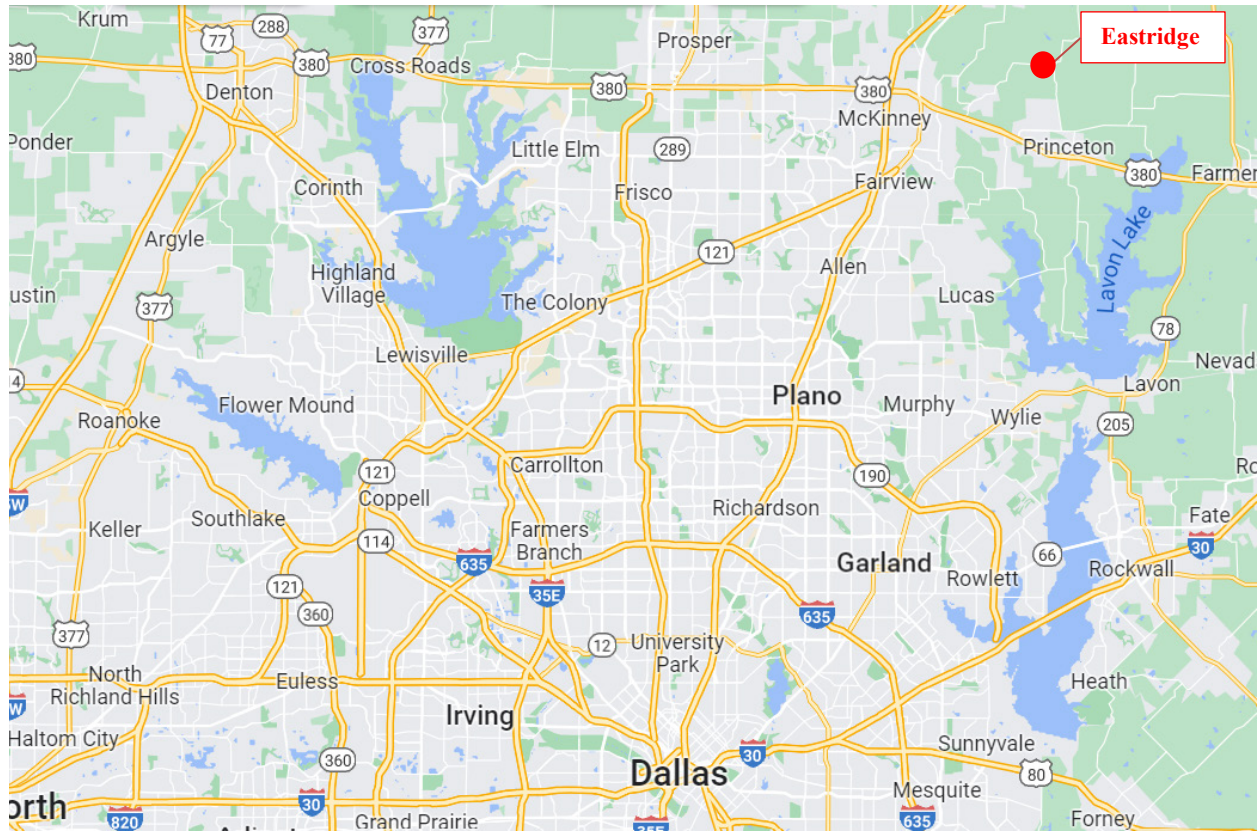 Krum
288
77
377
Prosper
Eastridge
380
380
Cross Roads
380
380
Denton
McKinney
Ponder
Little Elm
289
Princeton
Corinth
Frisco
Fairview
380
Farmer
Argyle
121
Lavon Lake
Highland
Village
Allen
ustin
377
The Colony
Lucas
78
Lewisville
Nevad
4
Plano
Lavon
Roanoke
Flower Mound
Murphy
Wylie
205
121
Carrollton
190
Coppell
Richardson
Keller
Southlake
Farmers
Branch
Fate
114
635
Garland
66
30
Rowlett
Rockwall
121
35E
360
635
377
12
University
Park
North
Richland Hills
Euless
Heath
W
W
Irving
Haltom City
360
30
Sunnyvale
Dallas
80
orth
30
Mesquite
820
Grand Prairie
635
Forney
35E